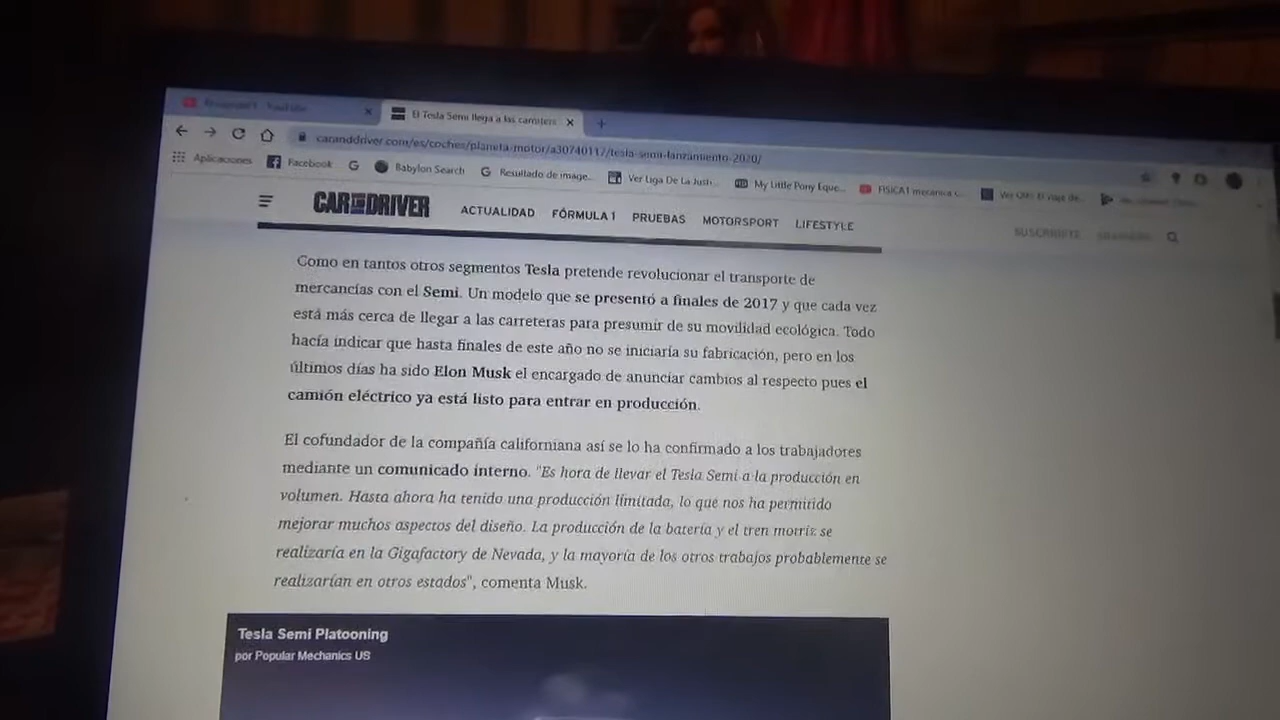 YouTube
El Tesla Semi llega a las carretera
caranddriver.com/es/coches/planeta-motor/a30740117/tesla-semi-lanzamiento-2020/
Aplicaciones Facebook Babylon Search Resultado de image... Ver Liga De La Justi... My Little Pony Eque... FISICA1 mecanica c...
CAR AND DRIVER ACTUALIDAD FÓRMULA 1 PRUEBAS MOTORSPORT LIFESTYLE SUSCRÍBETE
Como en tantos otros segmentos Tesla pretende revolucionar el transporte de
mercancías con el Semi. Un modelo que se presentó a finales de 2017 y que cada vez
está más cerca de llegar a las carreteras para presumir de su movilidad ecológica. Todo
hacía indicar que hasta finales de este año no se iniciaría su fabricación, pero en los
últimos días ha sido Elon Musk el encargado de anunciar cambios al respecto pues el
camión eléctrico ya está listo para entrar en producción.
El cofundador de la compañía californiana así se lo ha confirmado a los trabajadores
mediante un comunicado interno. "Es hora de llevar el Tesla Semi a la producción en
volumen. Hasta ahora ha tenido una producción limitada, lo que nos ha permitido
mejorar muchos aspectos del diseño. La producción de la batería y el tren motriz se
realizaría en la Gigafactory de Nevada, y la mayoría de los otros trabajos probablemente se
realizarían en otros estados", comenta Musk.
Tesla Semi Platooning
por Popular Mechanics US